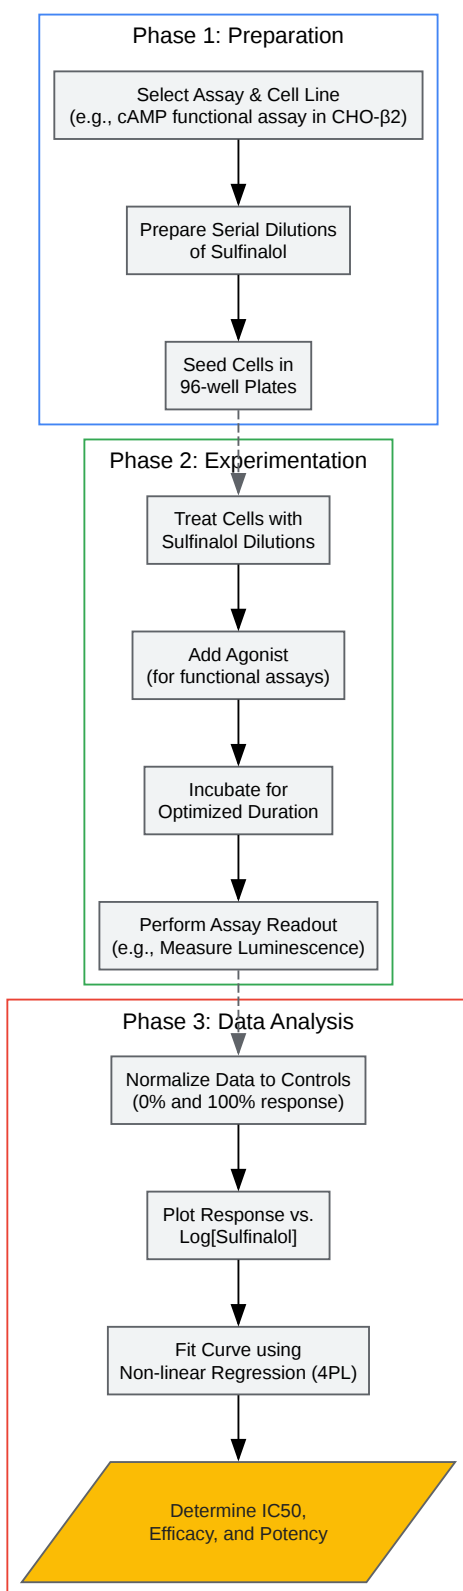 Phase 1: Preparation
Select Assay & Cell Line
(e.g., cAMP functional assay in CHO-β2)
Prepare Serial Dilutions
of Sulfinalol
Seed Cells in
96-well Plates
Phase 2: Experimentation
Treat Cells with
Sulfinalol Dilutions
Add Agonist
(for functional assays)
Incubate for
Optimized Duration
Perform Assay Readout
(e.g., Measure Luminescence)
Phase 3: Data Analysis
Normalize Data to Controls
(0% and 100% response)
Plot Response vs.
Log[Sulfinalol]
Fit Curve using
Non-linear Regression (4PL)
Determine IC50,
Efficacy, and Potency